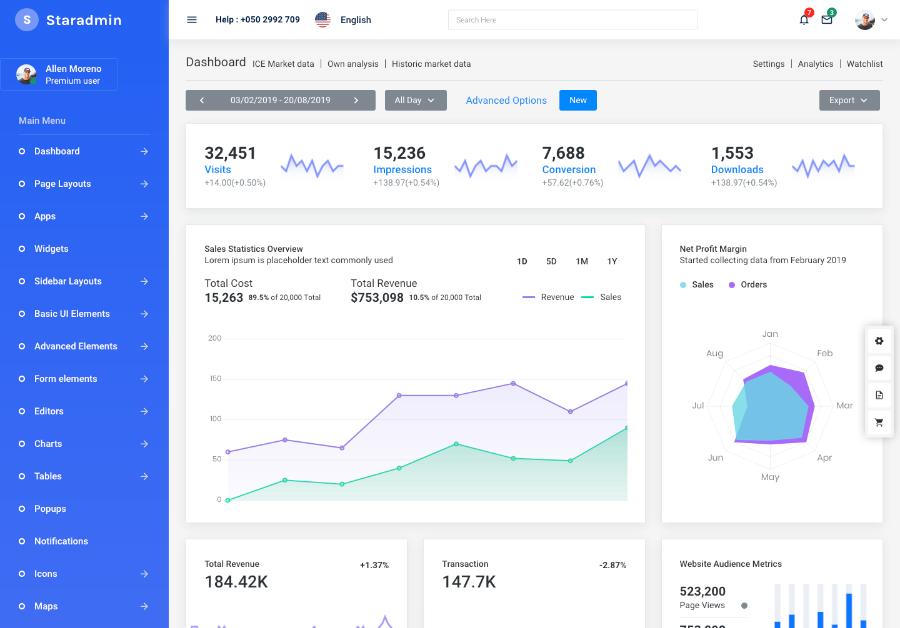 S Staradmin
Help : +050 2992 709
English
Search Here
7
3
Allen Moreno
Premium user
Main Menu
Dashboard
Page Layouts
Apps
Widgets
Sidebar Layouts
Basic UI Elements
Advanced Elements
Form elements
Editors
Charts
Tables
Popups
Notifications
Icons
Maps
Dashboard ICE Market data | Own analysis | Historic market data
Settings | Analytics | Watchlist
03/02/2019 - 20/08/2019
All Day
Advanced Options
New
Export
32,451
Visits
+14.00(+0.50%)
15,236
Impressions
+138.97(+0.54%)
7,688
Conversion
+57.62(+0.76%)
1,553
Downloads
+138.97(+0.54%)
Sales Statistics Overview
Lorem ipsum is placeholder text commonly used
1D 5D 1M 1Y
Total Cost
15,263 89.5% of 20,000 Total
Total Revenue
$753,098 10.5% of 20,000 Total
Revenue Sales
200
150
100
50
0
Net Profit Margin
Started collecting data from February 2019
Sales Orders
Jan
Feb
Mar
Apr
May
Jun
Jul
Aug
Total Revenue +1.37%
184.42K
Transaction -2.87%
147.7K
Website Audience Metrics
523,200
Page Views